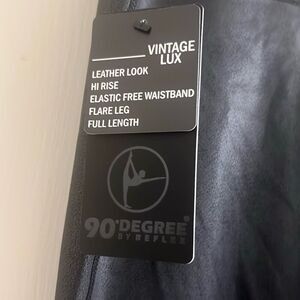 VINTAGE
LUX
LEATHER LOOK
HI RISE
ELASTIC FREE WAISTBAND
FLARE LEG
FULL LENGTH
90°DEGREE®
BY REFLEX